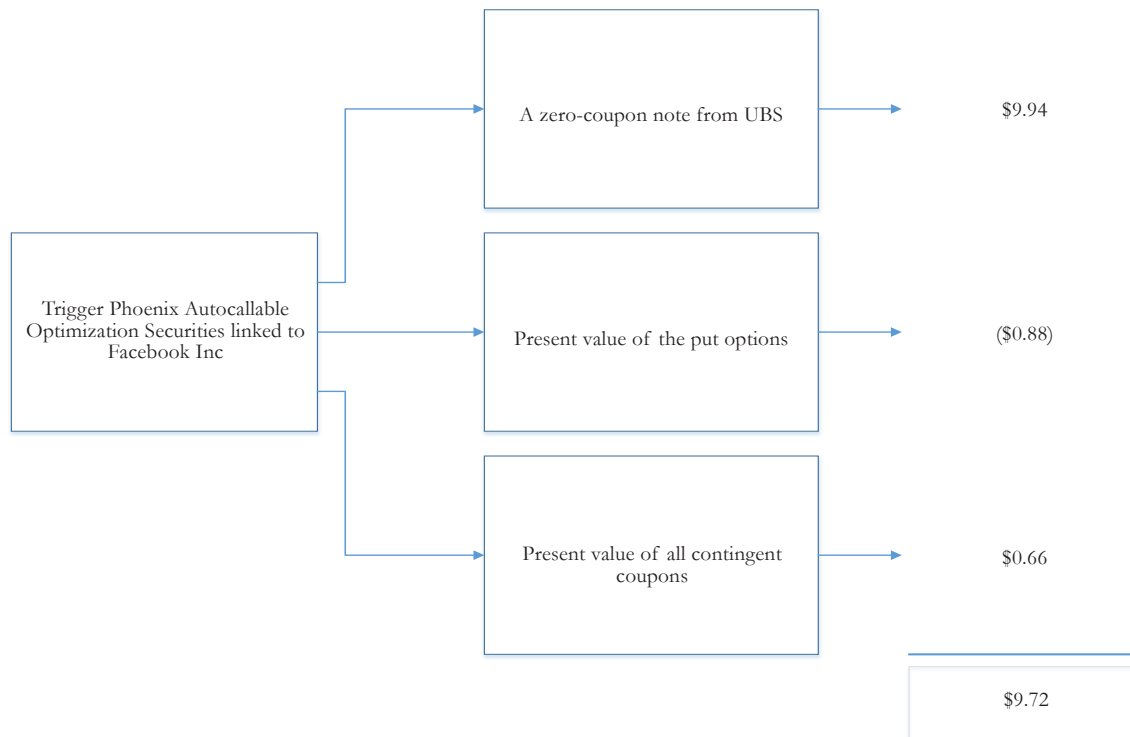 A zero-coupon note from UBS
$9.94
Trigger Phoenix Autocallable
Optimization Securities linked to
Facebook Inc
Present value of the put options
($0.88)
Present value of all contingent
coupons
$0.66
$9.72